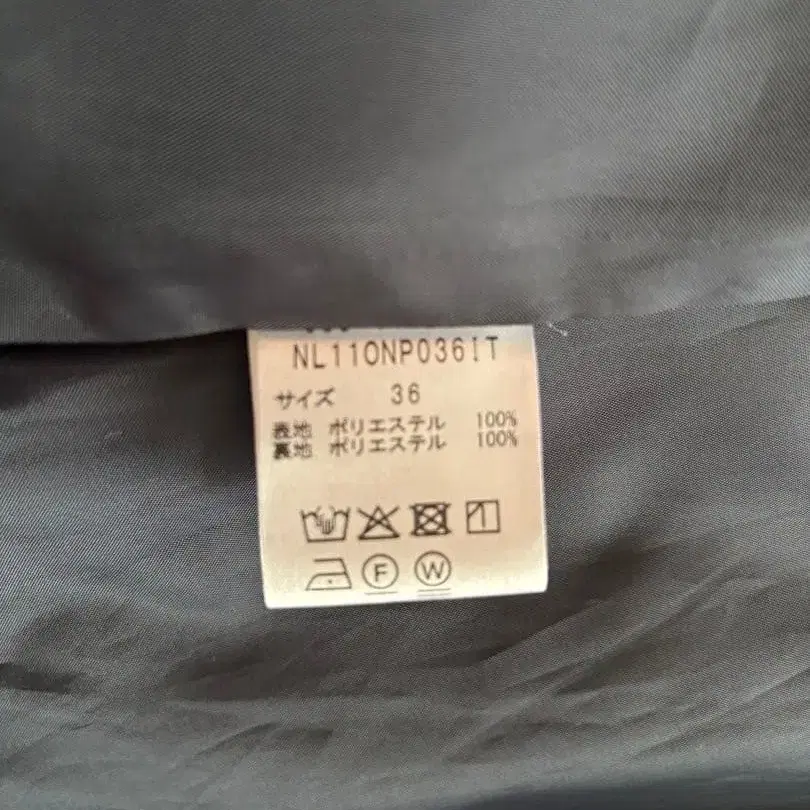 NL110NP036IT
サイズ 36
表地 ポリエステル 100%
裏地 ポリエステル 100%
F W